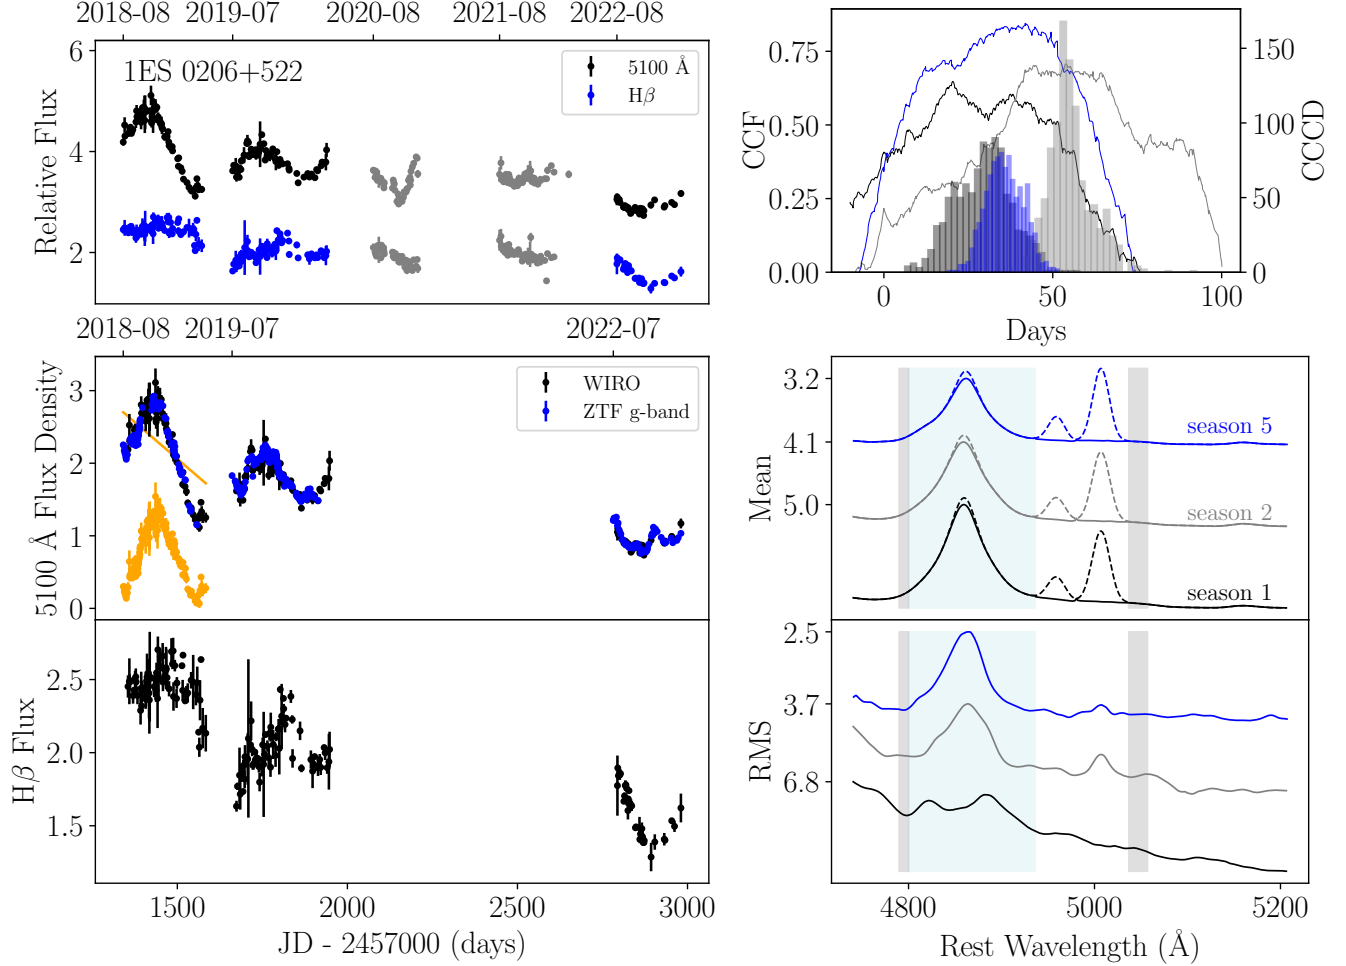 2018-08 2019-07 2020-08 2021-08 2022-08
6
4
2
Relative Flux
1ES 0206+522
5100 Å
Hβ
2018-08 2019-07 2022-07
3
2
1
0
5100 Å Flux Density
WIRO
ZTF g-band
2.5
2.0
1.5
Hβ Flux
1500 2000 2500 3000
JD - 2457000 (days)
0.75
0.50
0.25
0.00
CCF
150
100
50
0
CCCD
0 50 100
Days
3.2
4.1
5.0
Mean
season 5
season 2
season 1
2.5
3.7
6.8
RMS
4800 5000 5200
Rest Wavelength (Å)